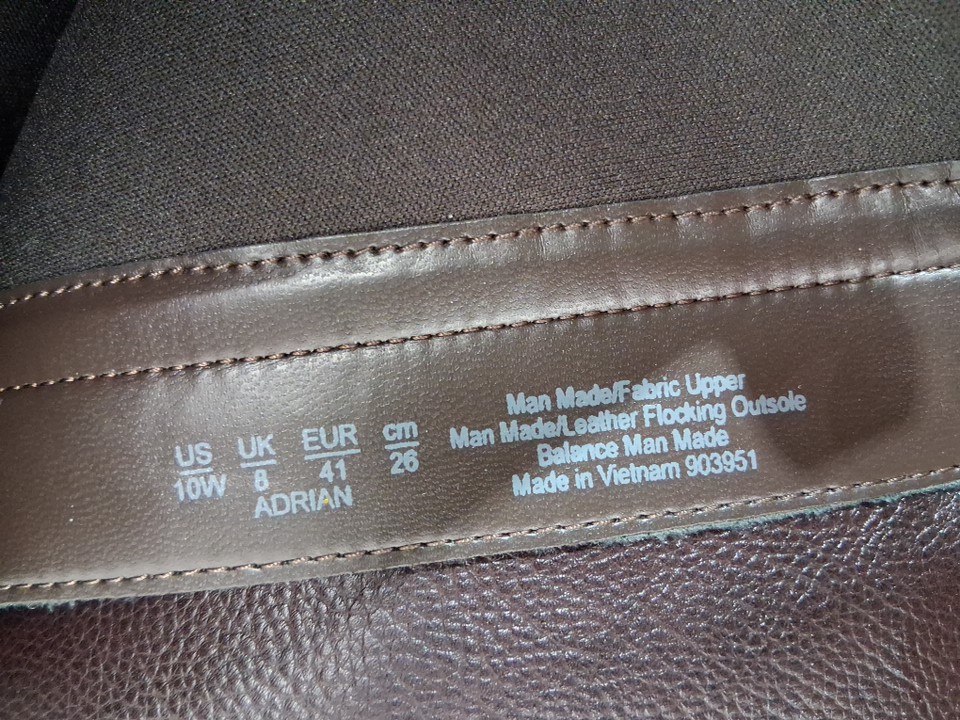 US UK EUR cm
10W 8 41 26
ADRIAN
Man Made/Fabric Upper
Man Made/Leather Flocking Outsole
Balance Man Made
Made in Vietnam 903951